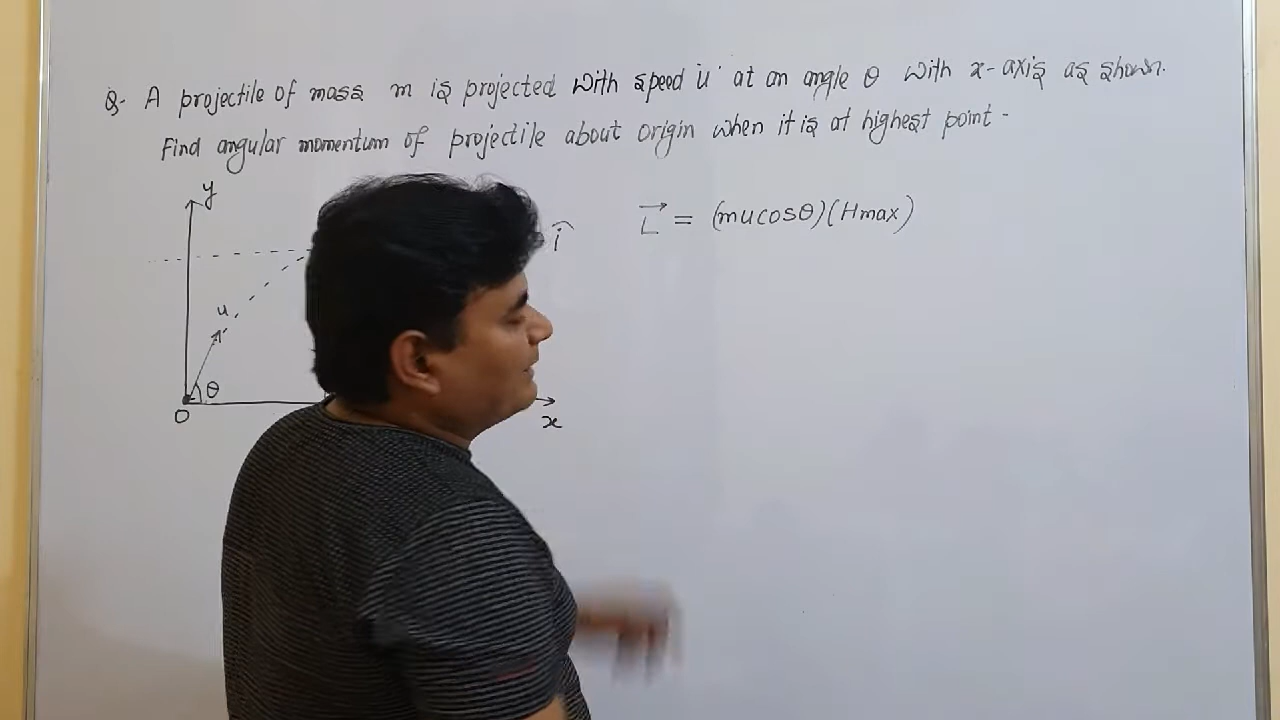 Q- A projectile of mass m is projected with speed 'u' at an angle θ with x-axis as shown.
Find angular momentum of projectile about origin when it is at highest point -
y
L⃗ = (mucosθ)(Hmax)
î
u
θ
O
x